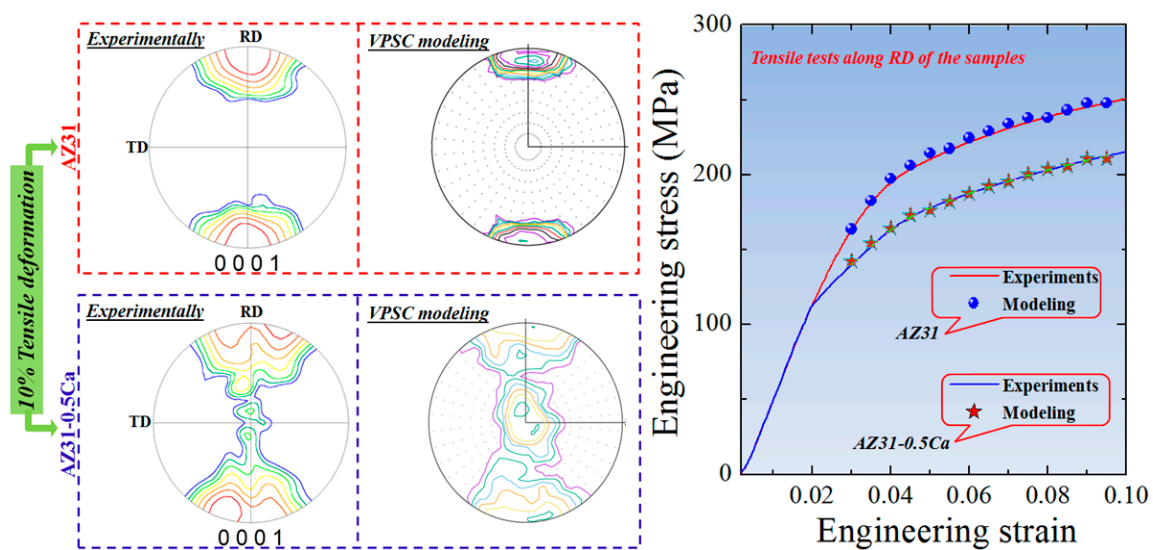 10% Tensile deformation
AZ31
Experimentally
RD
TD
0 0 0 1
VPSC modeling
AZ31-0.5Ca
Experimentally
RD
TD
0 0 0 1
VPSC modeling
Engineering stress (MPa)
300
200
100
0
Tensile tests along RD of the samples
Experiments
Modeling
AZ31
Experiments
Modeling
AZ31-0.5Ca
0.02 0.04 0.06 0.08 0.10
Engineering strain